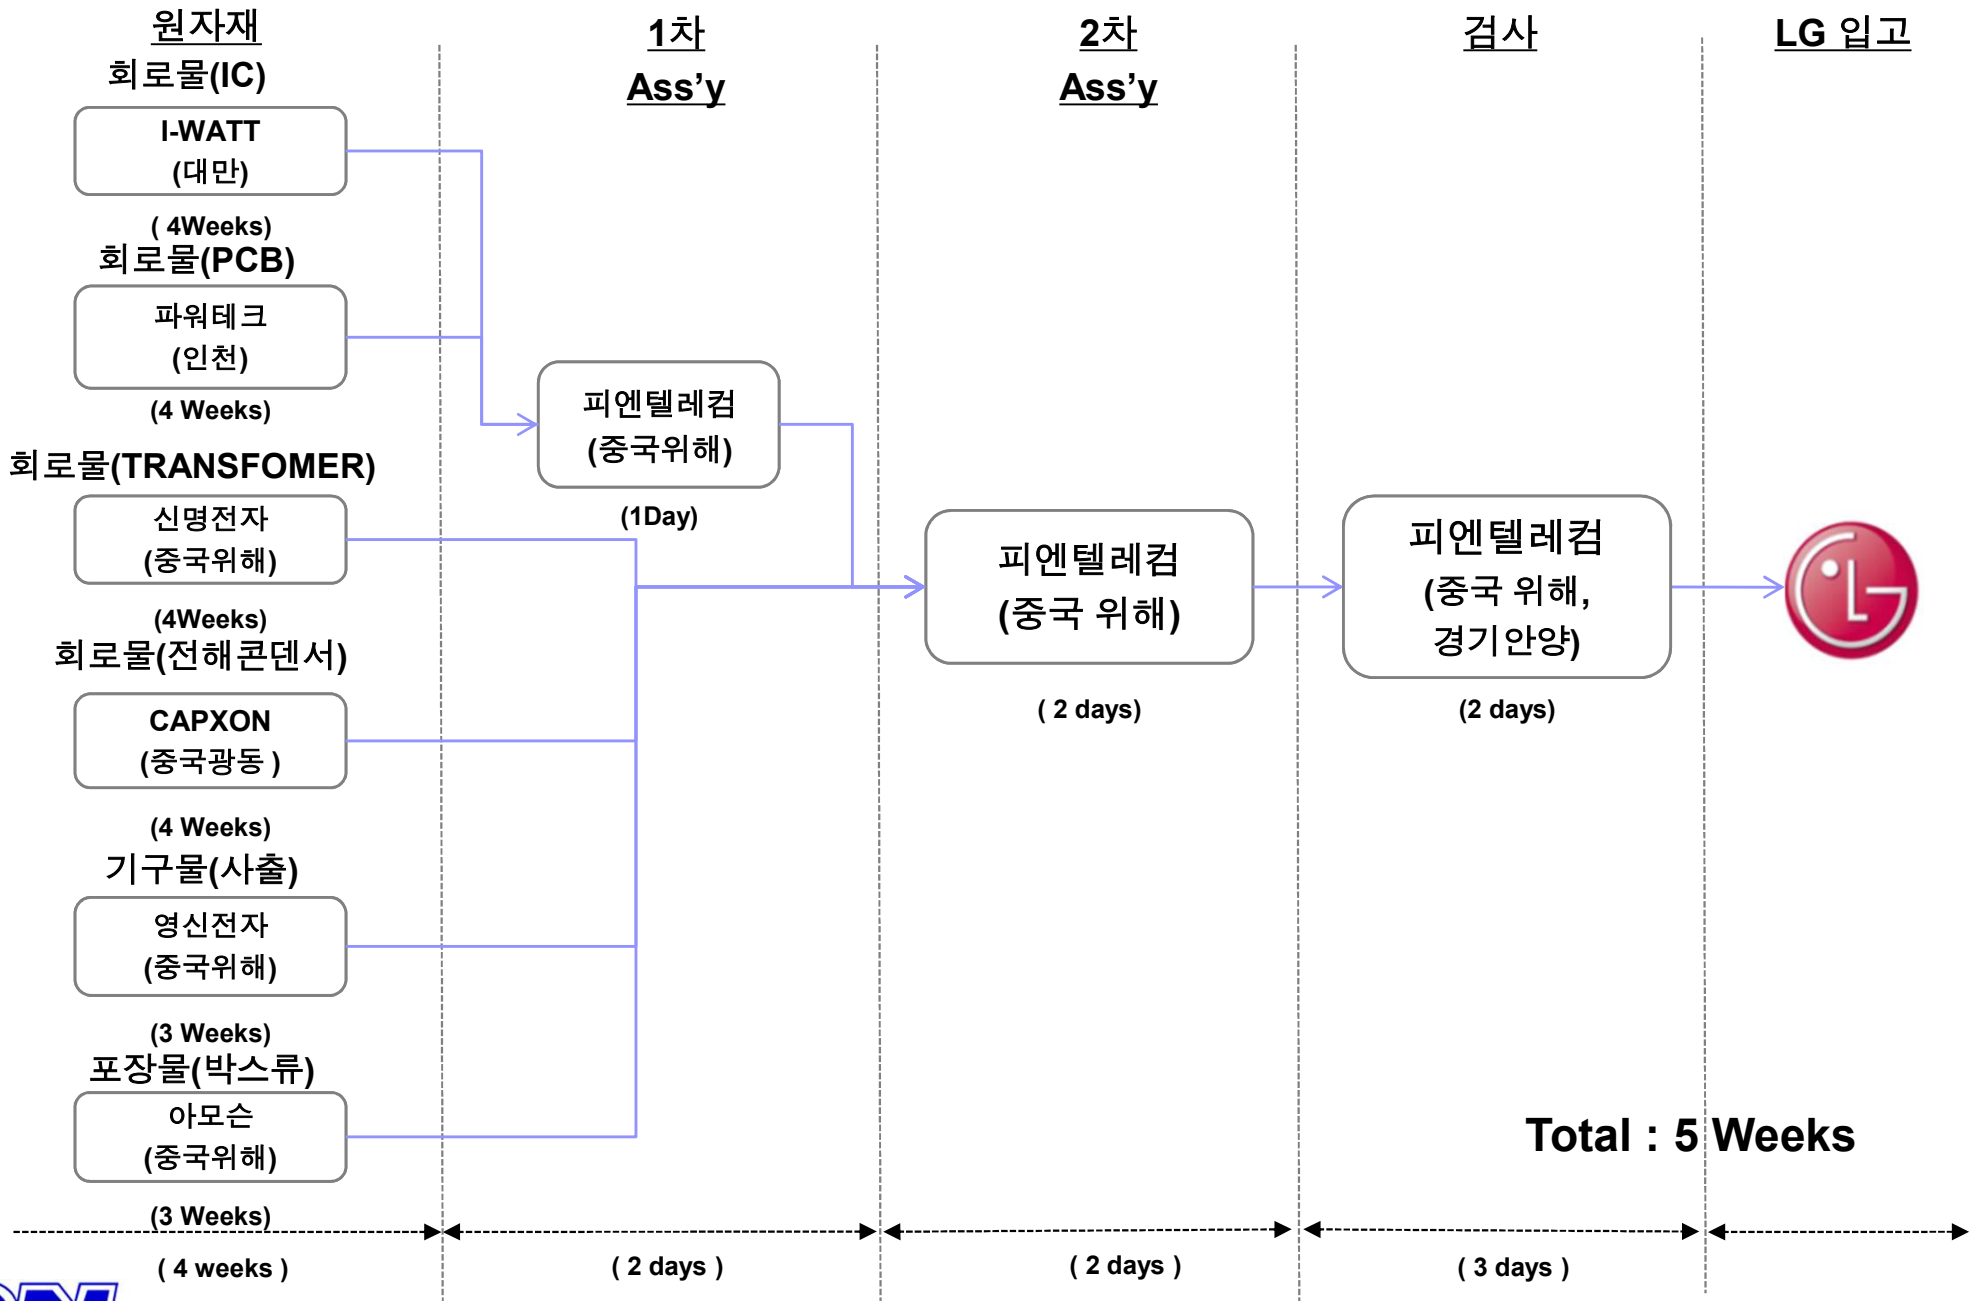 원자재
1차
Ass’y
2차
Ass’y
검사
LG 입고
회로물(IC)
I-WATT
(대만)
( 4Weeks)
회로물(PCB)
파워테크
(인천)
(4 Weeks)
회로물(TRANSFOMER)
신명전자
(중국위해)
(4Weeks)
회로물(전해콘덴서)
CAPXON
(중국광동 )
(4 Weeks)
기구물(사출)
영신전자
(중국위해)
(3 Weeks)
포장물(박스류)
아모슨
(중국위해)
(3 Weeks)
피엔텔레컴
(중국위해)
(1Day)
피엔텔레컴
(중국 위해)
( 2 days)
피엔텔레컴
(중국 위해,
경기안양)
(2 days)
LG
Total : 5 Weeks
( 4 weeks )
( 2 days )
( 2 days )
( 3 days )